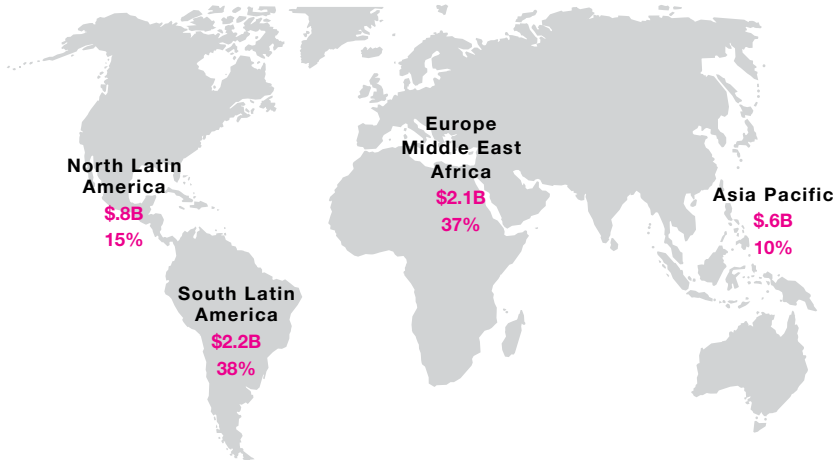 North Latin
America
$.8B
15%
South Latin
America
$2.2B
38%
Europe
Middle East
Africa
$2.1B
37%
Asia Pacific
$.6B
10%